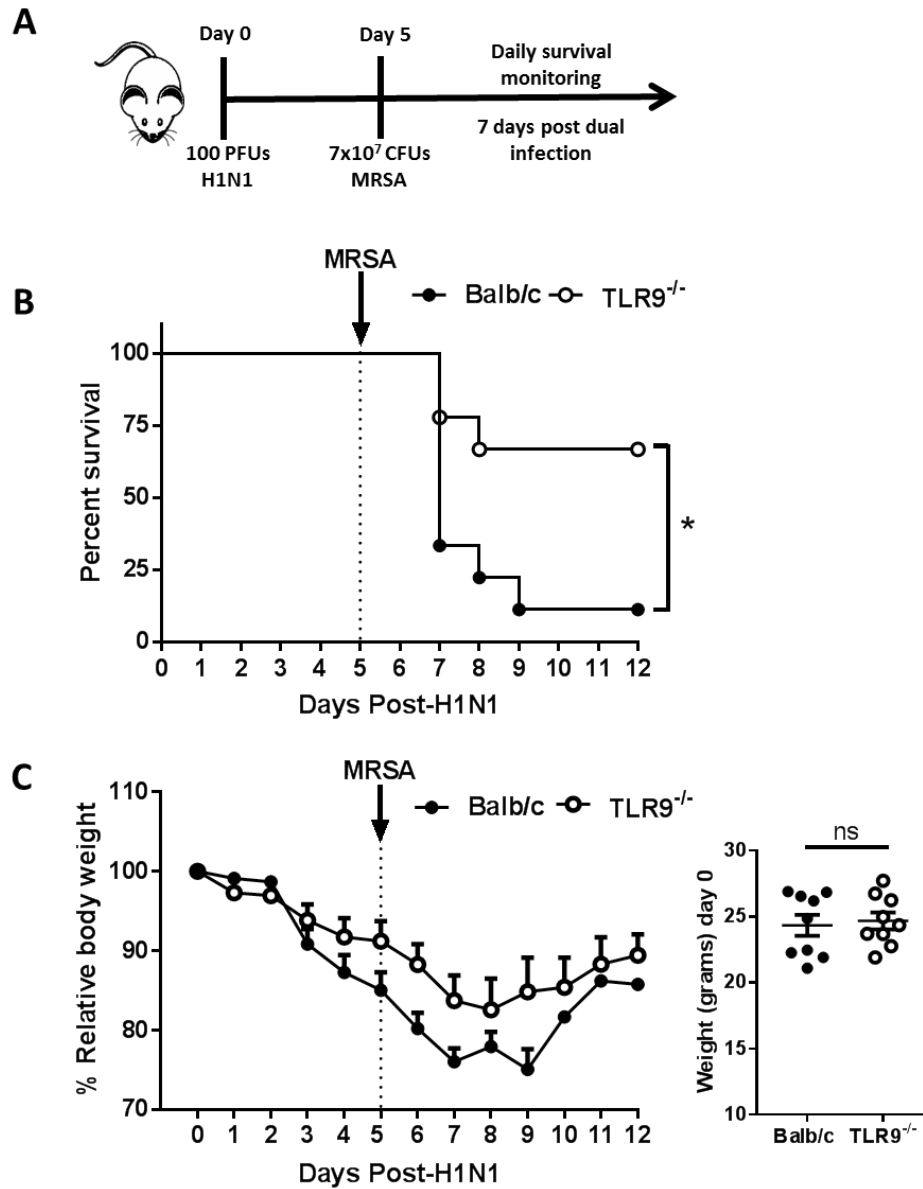 A
Day 0
Day 5
Daily survival
monitoring
100 PFUs
H1N1
7x10⁷ CFUs
MRSA
7 days post dual
infection
B
MRSA
Balb/c
TLR9⁻/⁻
Percent survival
100
75
50
25
0
*
0 1 2 3 4 5 6 7 8 9 10 11 12
Days Post-H1N1
C
MRSA
Balb/c
TLR9⁻/⁻
% Relative body weight
110
100
90
80
70
0 1 2 3 4 5 6 7 8 9 10 11 12
Days Post-H1N1
ns
Weight (grams) day 0
30
25
20
15
10
Balb/c TLR9⁻/⁻